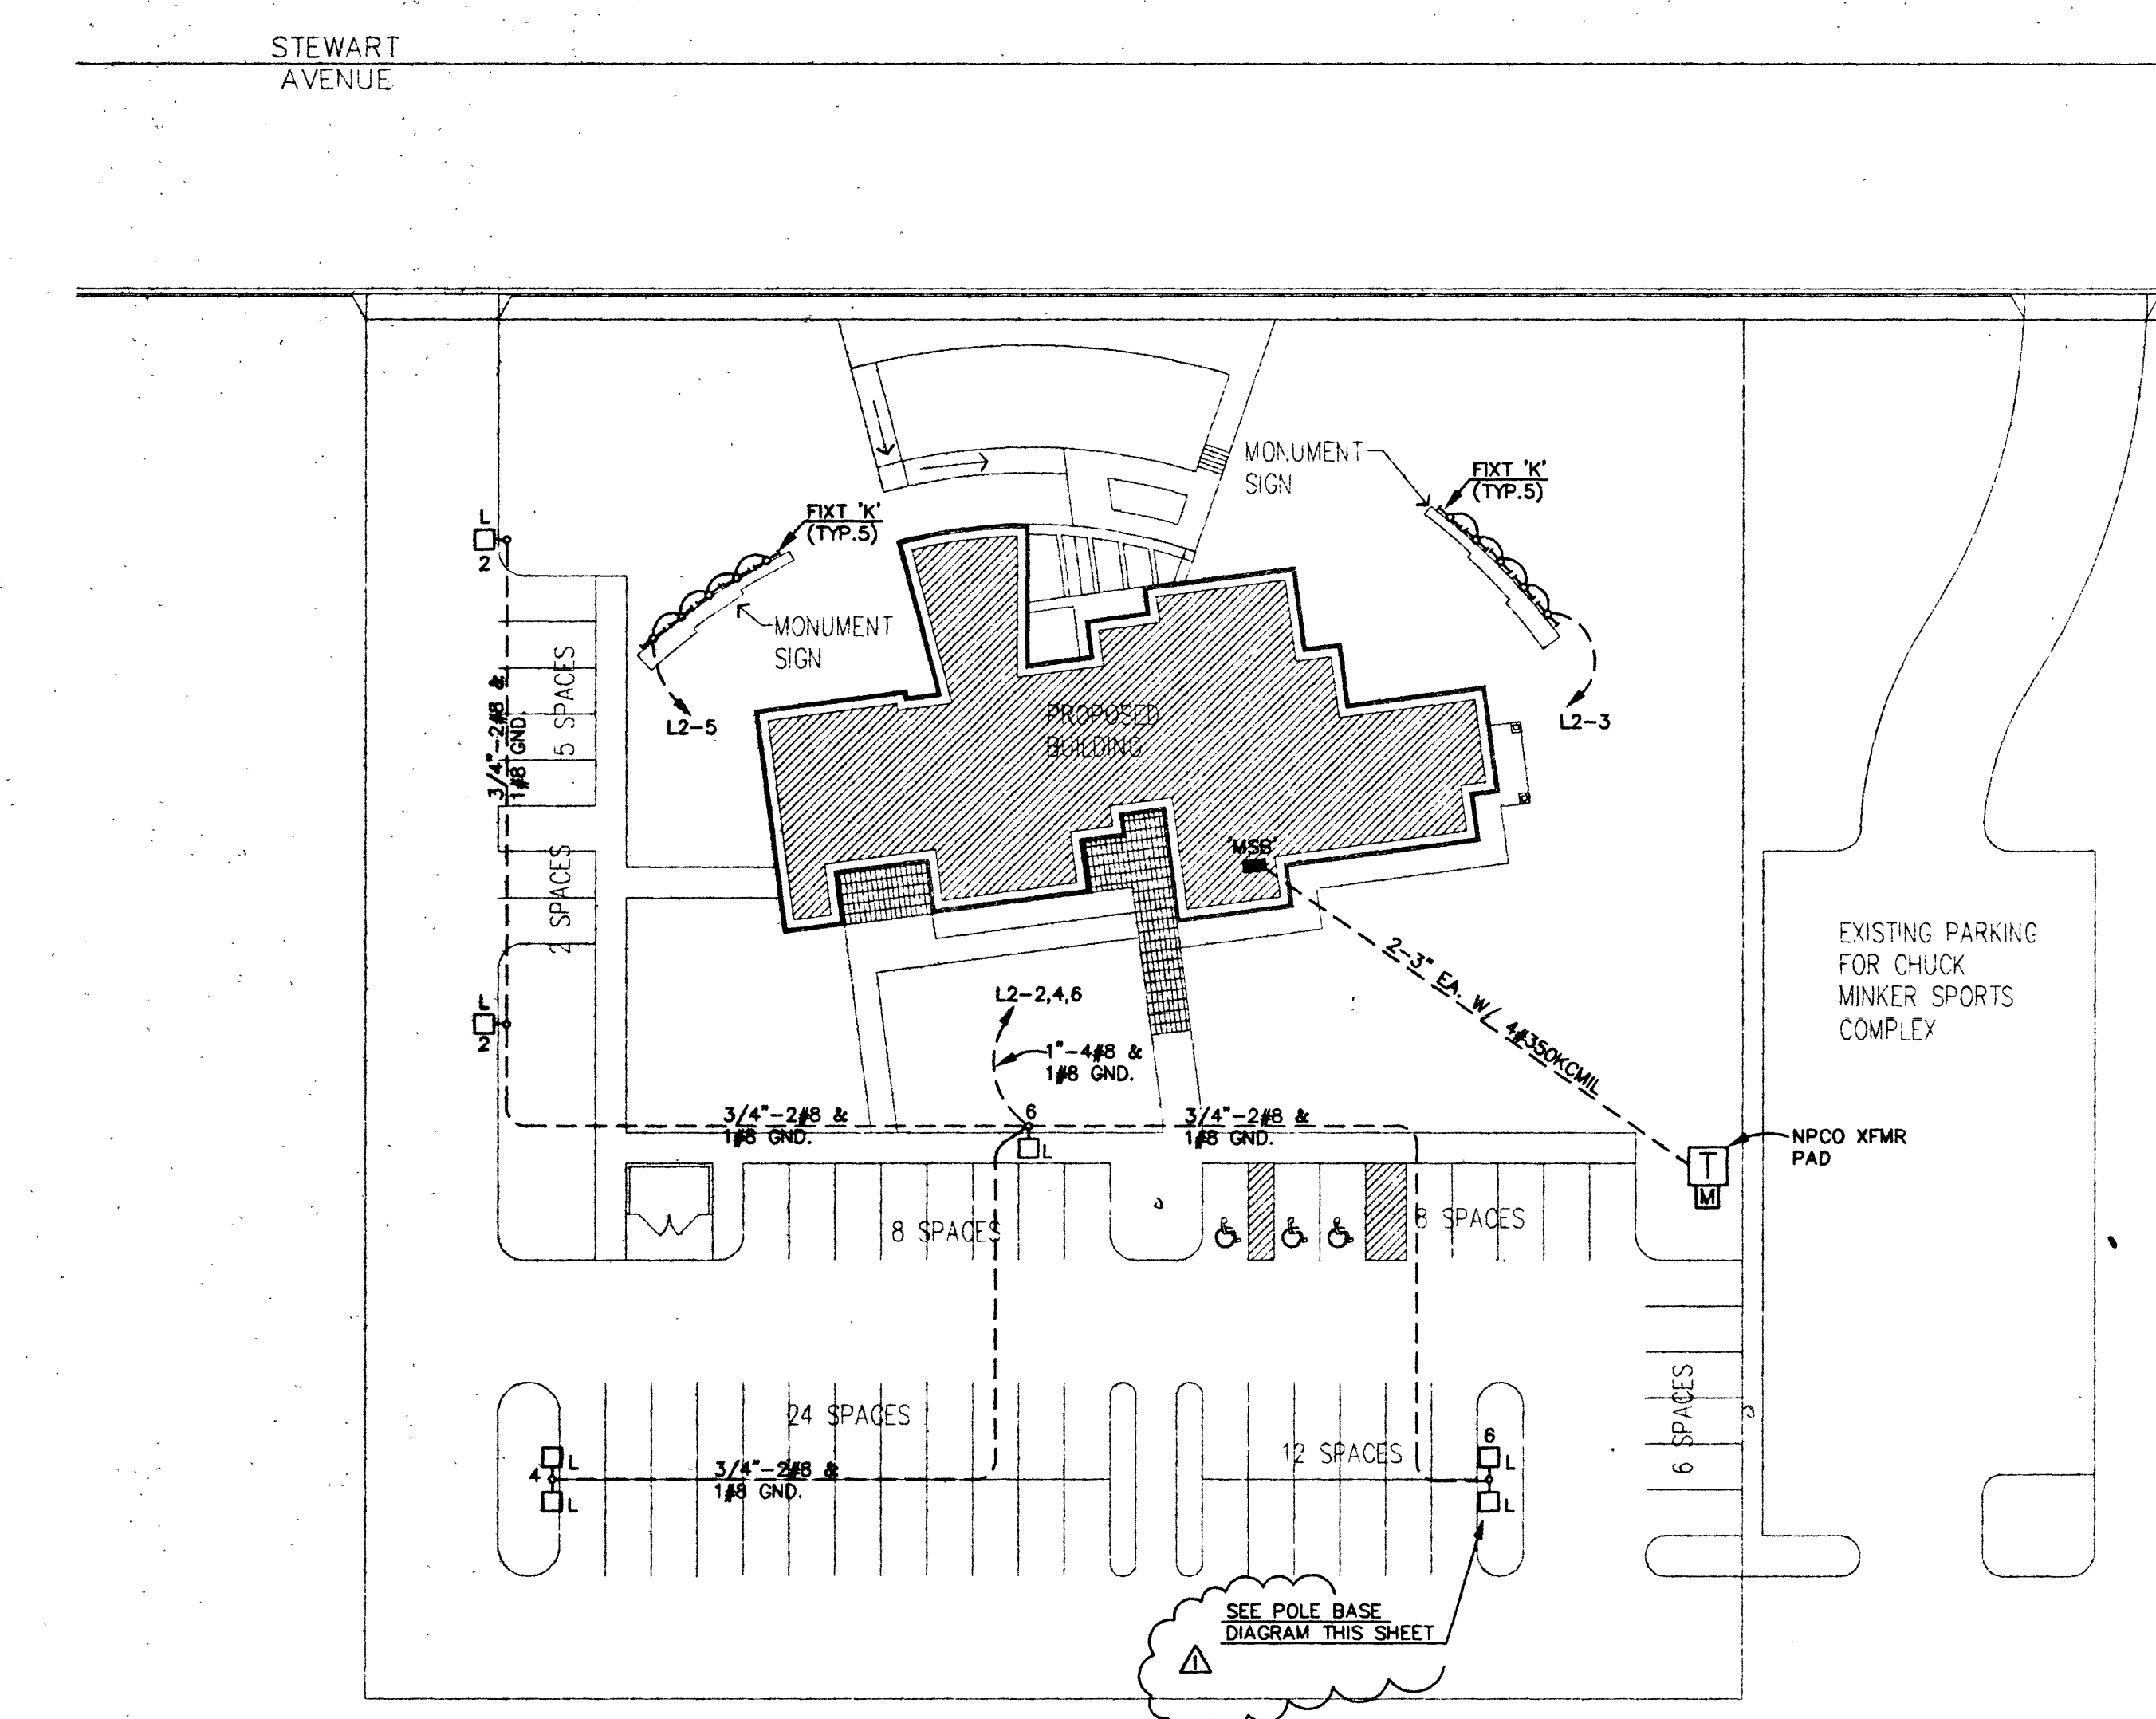 STEWART
AVENUE
MONUMENT
SIGN
FIXT 'K'
(TYP.5)
FIXT 'K'
(TYP.5)
L
2
MONUMENT
SIGN
5 SPACES
3/4"-2#8 &
1#8 GND.
L2-5
PROPOSED
BUILDING
L2-3
2 SPACES
'MSB'
EXISTING PARKING
FOR CHUCK
MINKER SPORTS
COMPLEX
2-3" EA. W/ 4#350KCMIL
L2-2,4,6
L
2
1"-4#8 &
1#8 GND.
3/4"-2#8 &
1#8 GND.
6
L
3/4"-2#8 &
1#8 GND.
NPCO XFMR
PAD
T
M
8 SPACES
8 SPACES
24 SPACES
12 SPACES
6 SPACES
4
L
L
3/4"-2#8 &
1#8 GND.
6
L
L
SEE POLE BASE
DIAGRAM THIS SHEET
1